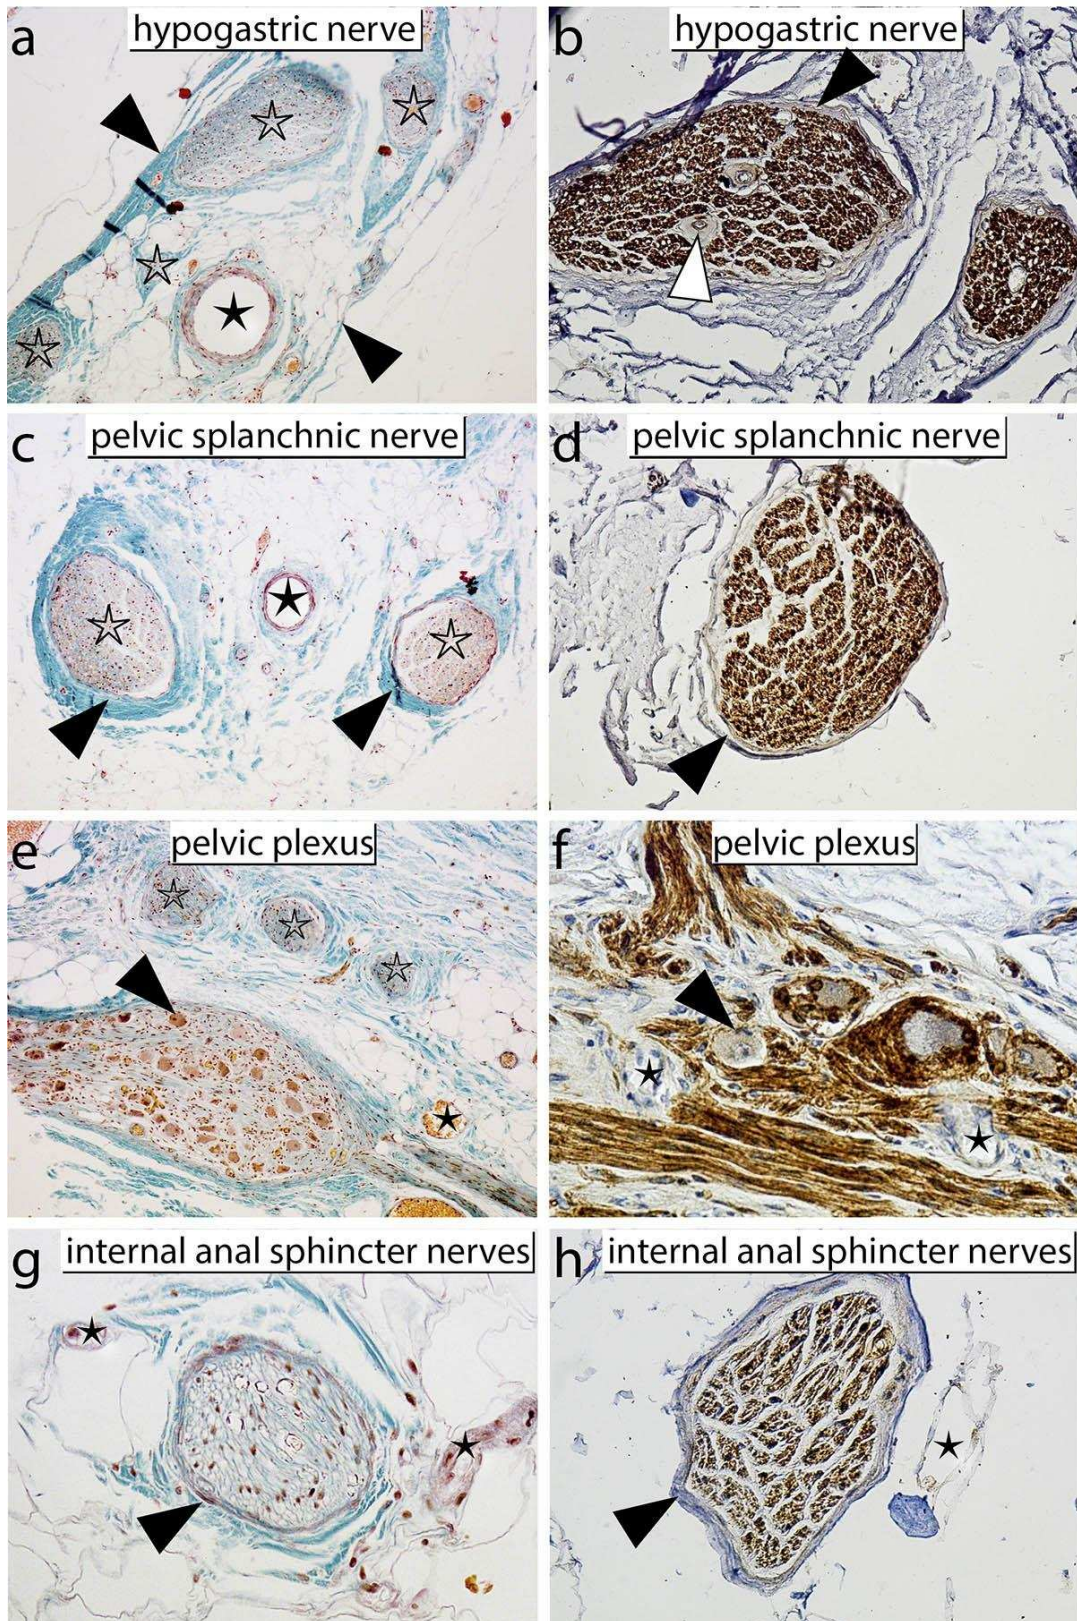 a hypogastric nerve
b hypogastric nerve
c pelvic splanchnic nerve
d pelvic splanchnic nerve
e pelvic plexus
f pelvic plexus
g internal anal sphincter nerves
h internal anal sphincter nerves